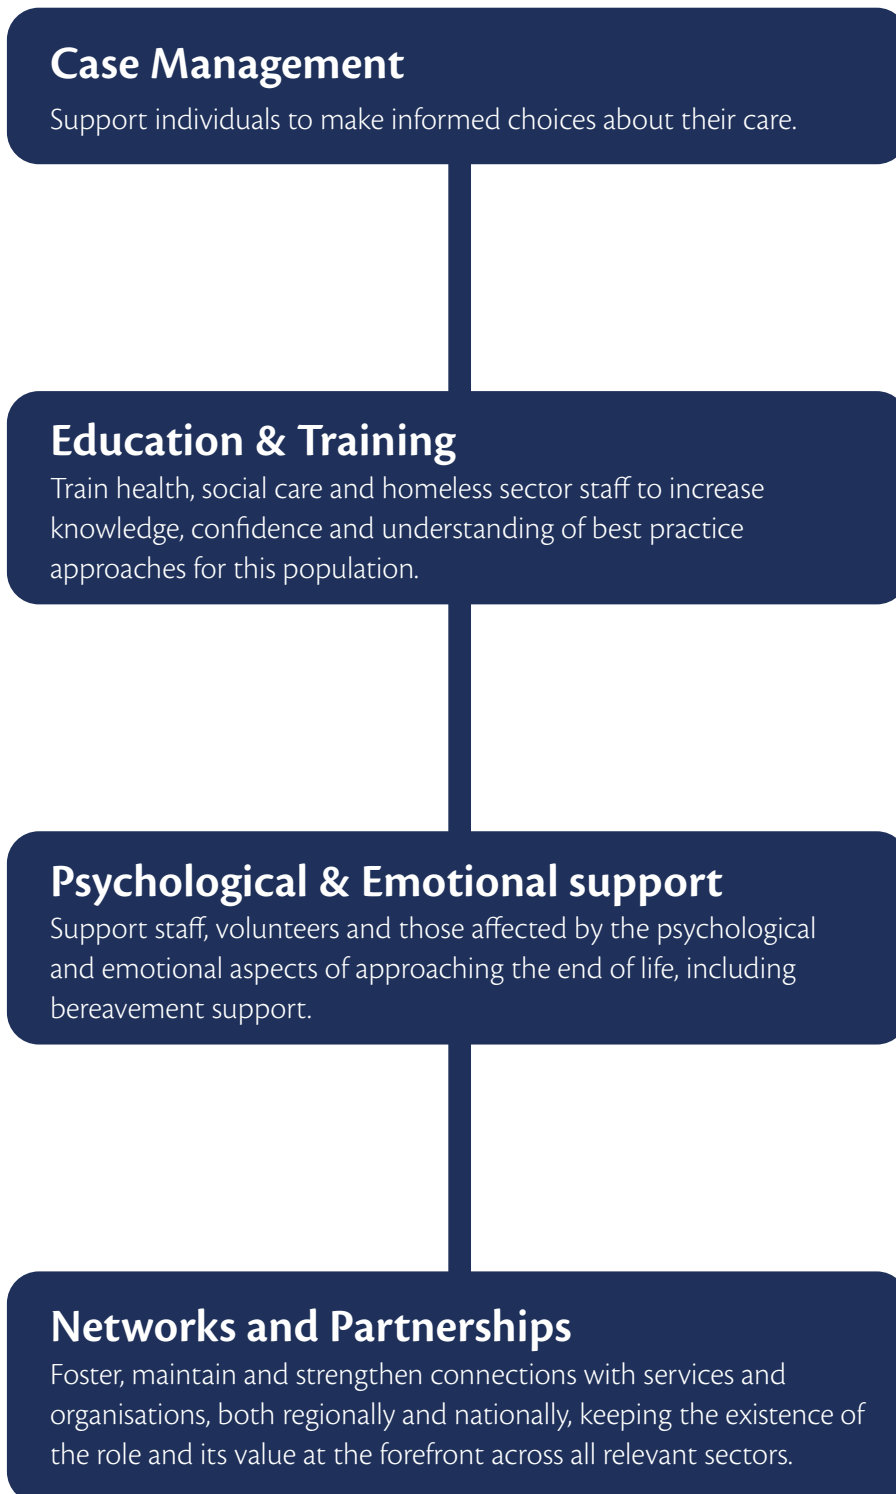 Case Management
Support individuals to make informed choices about their care.
Education & Training
Train health, social care and homeless sector staff to increase
knowledge, confidence and understanding of best practice
approaches for this population.
Psychological & Emotional support
Support staff, volunteers and those affected by the psychological
and emotional aspects of approaching the end of life, including
bereavement support.
Networks and Partnerships
Foster, maintain and strengthen connections with services and
organisations, both regionally and nationally, keeping the existence of
the role and its value at the forefront across all relevant sectors.